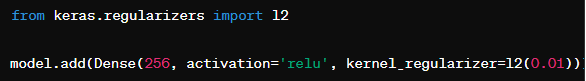 from keras.regularizers import l2
model.add(Dense(256, activation='relu', kernel_regularizer=l2(0.01))